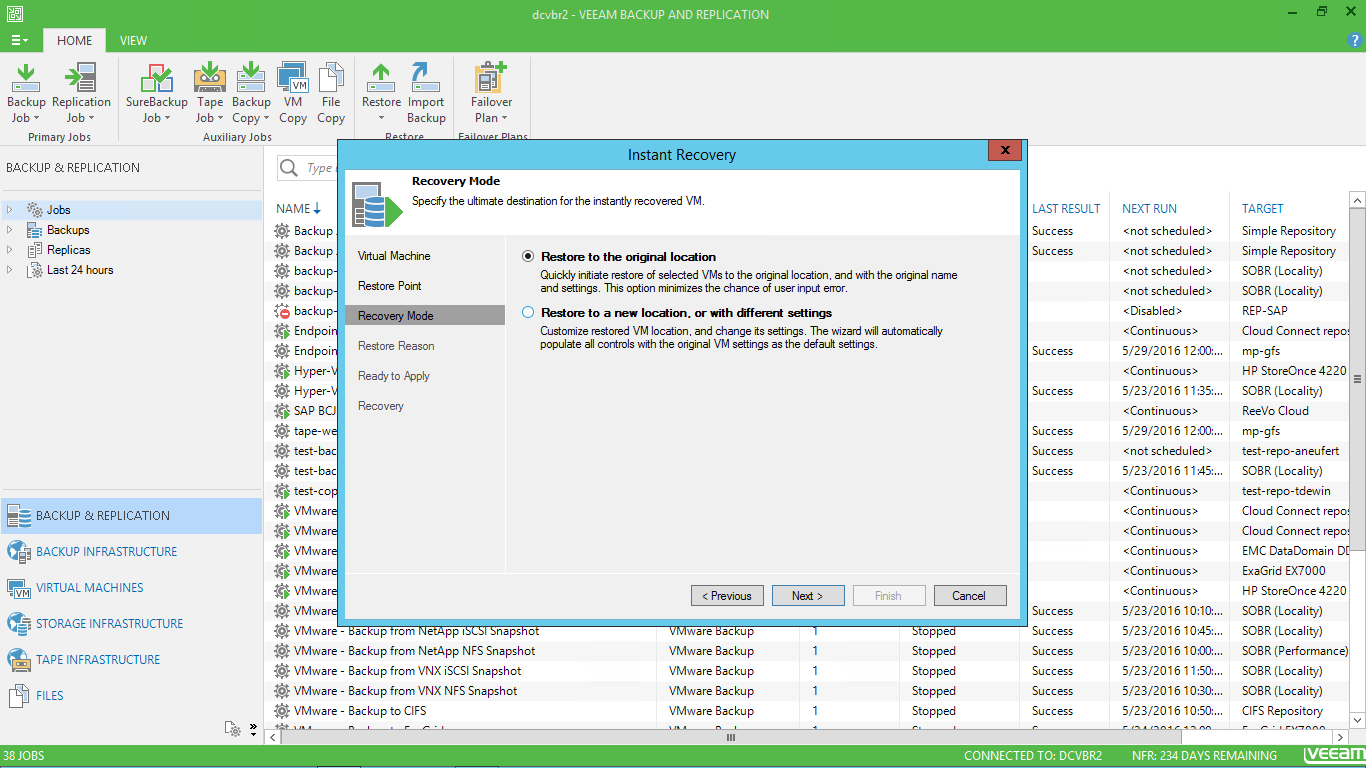 dcvbr2 - VEEAM BACKUP AND REPLICATION
HOME VIEW
Backup Job
Replication Job
SureBackup Job
Tape Job
Backup Copy
VM Copy
File Copy
Restore
Import Backup
Failover Plan
Primary Jobs
Auxiliary Jobs
Restore
Failover Plans
BACKUP & REPLICATION
Jobs
Backups
Replicas
Last 24 hours
BACKUP & REPLICATION
BACKUP INFRASTRUCTURE
VIRTUAL MACHINES
STORAGE INFRASTRUCTURE
TAPE INFRASTRUCTURE
FILES
Type
Instant Recovery
Recovery Mode
Specify the ultimate destination for the instantly recovered VM.
Virtual Machine
Restore Point
Recovery Mode
Restore Reason
Ready to Apply
Recovery
Restore to the original location
Quickly initiate restore of selected VMs to the original location, and with the original name
and settings. This option minimizes the chance of user input error.
Restore to a new location, or with different settings
Customize restored VM location, and change its settings. The wizard will automatically
populate all controls with the original VM settings as the default settings.
< Previous Next > Finish Cancel
NAME LAST RESULT NEXT RUN TARGET
Backup Success <not scheduled> Simple Repository
Backup Success <not scheduled> Simple Repository
backup- <not scheduled> SOBR (Locality)
backup- <not scheduled> SOBR (Locality)
backup- <Disabled> REP-SAP
Endpoin <Continuous> Cloud Connect repos
Endpoin Success 5/29/2016 12:00:... mp-gfs
Hyper-V <Continuous> HP StoreOnce 4220
Hyper-V Success 5/23/2016 11:35:... SOBR (Locality)
SAP BCJ <Continuous> ReeVo Cloud
tape-we Success 5/29/2016 12:00:... mp-gfs
test-bac Success <not scheduled> test-repo-aneufert
test-bac Success 5/23/2016 11:45:... SOBR (Locality)
test-cop <Continuous> test-repo-tdewin
VMware <Continuous> Cloud Connect repos
VMware <Continuous> Cloud Connect repos
VMware <Continuous> EMC DataDomain DD
VMware <Continuous> ExaGrid EX7000
VMware <Continuous> HP StoreOnce 4220
VMware Success 5/23/2016 10:10:... SOBR (Locality)
VMware - Backup from NetApp iSCSI Snapshot VMware Backup 1 Stopped Success 5/23/2016 10:45:... SOBR (Locality)
VMware - Backup from NetApp NFS Snapshot VMware Backup 1 Stopped Success 5/23/2016 10:00:... SOBR (Performance)
VMware - Backup from VNX iSCSI Snapshot VMware Backup 1 Stopped Success 5/23/2016 11:50:... SOBR (Locality)
VMware - Backup from VNX NFS Snapshot VMware Backup 1 Stopped Success 5/23/2016 10:30:... SOBR (Locality)
VMware - Backup to CIFS VMware Backup 1 Stopped Success 5/23/2016 10:50:... CIFS Repository
38 JOBS CONNECTED TO: DCVBR2 NFR: 234 DAYS REMAINING veeam